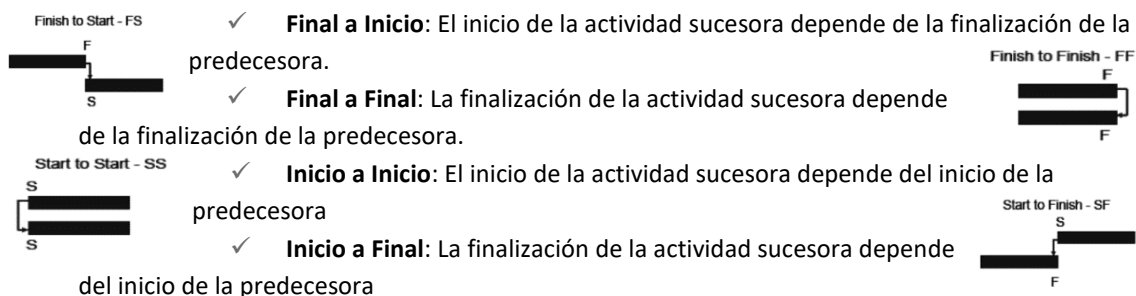 Finish to Start - FS
F
S
✓ Final a Inicio: El inicio de la actividad sucesora depende de la finalización de la
predecesora.
Finish to Finish - FF
F
F
✓ Final a Final: La finalización de la actividad sucesora depende
de la finalización de la predecesora.
Start to Start - SS
S
S
✓ Inicio a Inicio: El inicio de la actividad sucesora depende del inicio de la
predecesora
Start to Finish - SF
S
F
✓ Inicio a Final: La finalización de la actividad sucesora depende
del inicio de la predecesora